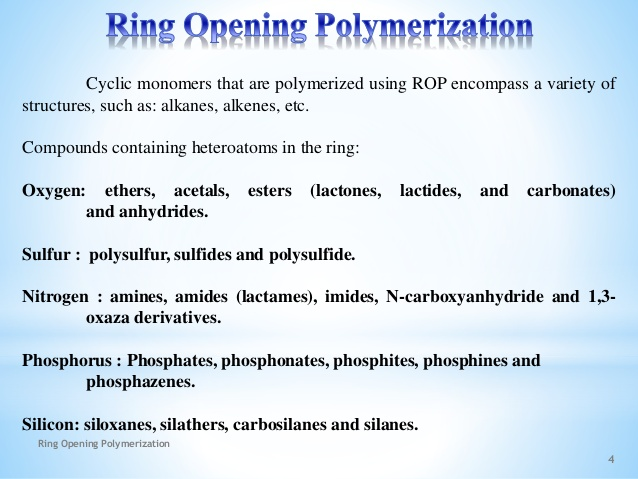 Ring Opening Polymerization
Cyclic monomers that are polymerized using ROP encompass a variety of
structures, such as: alkanes, alkenes, etc.
Compounds containing heteroatoms in the ring:
Oxygen: ethers, acetals, esters (lactones, lactides, and carbonates)
and anhydrides.
Sulfur : polysulfur, sulfides and polysulfide.
Nitrogen : amines, amides (lactames), imides, N-carboxyanhydride and 1,3-
oxaza derivatives.
Phosphorus : Phosphates, phosphonates, phosphites, phosphines and
phosphazenes.
Silicon: siloxanes, silathers, carbosilanes and silanes.
Ring Opening Polymerization
4